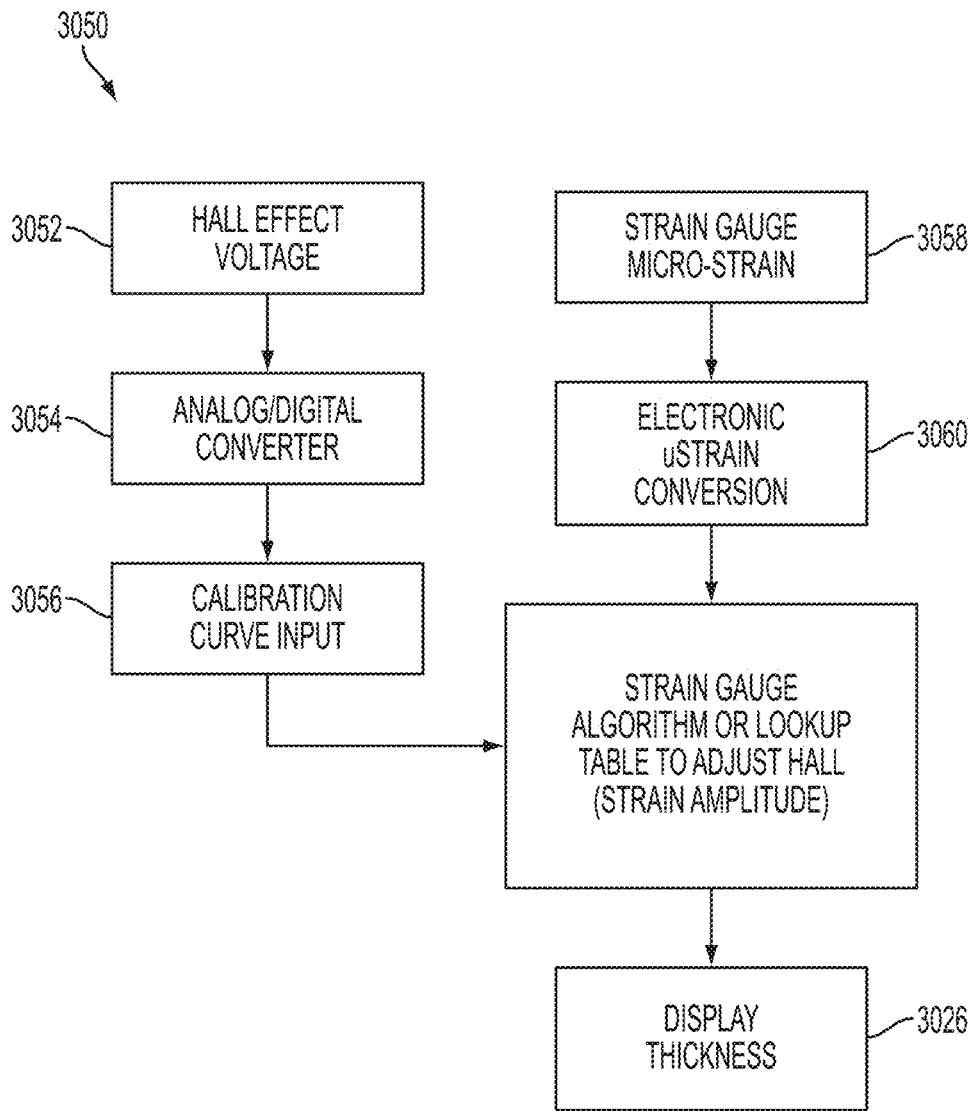 3050
3052
HALL EFFECT
VOLTAGE
3054
ANALOG/DIGITAL
CONVERTER
3056
CALIBRATION
CURVE INPUT
STRAIN GAUGE
MICRO-STRAIN
3058
ELECTRONIC
uSTRAIN
CONVERSION
3060
STRAIN GAUGE
ALGORITHM OR LOOKUP
TABLE TO ADJUST HALL
(STRAIN AMPLITUDE)
DISPLAY
THICKNESS
3026